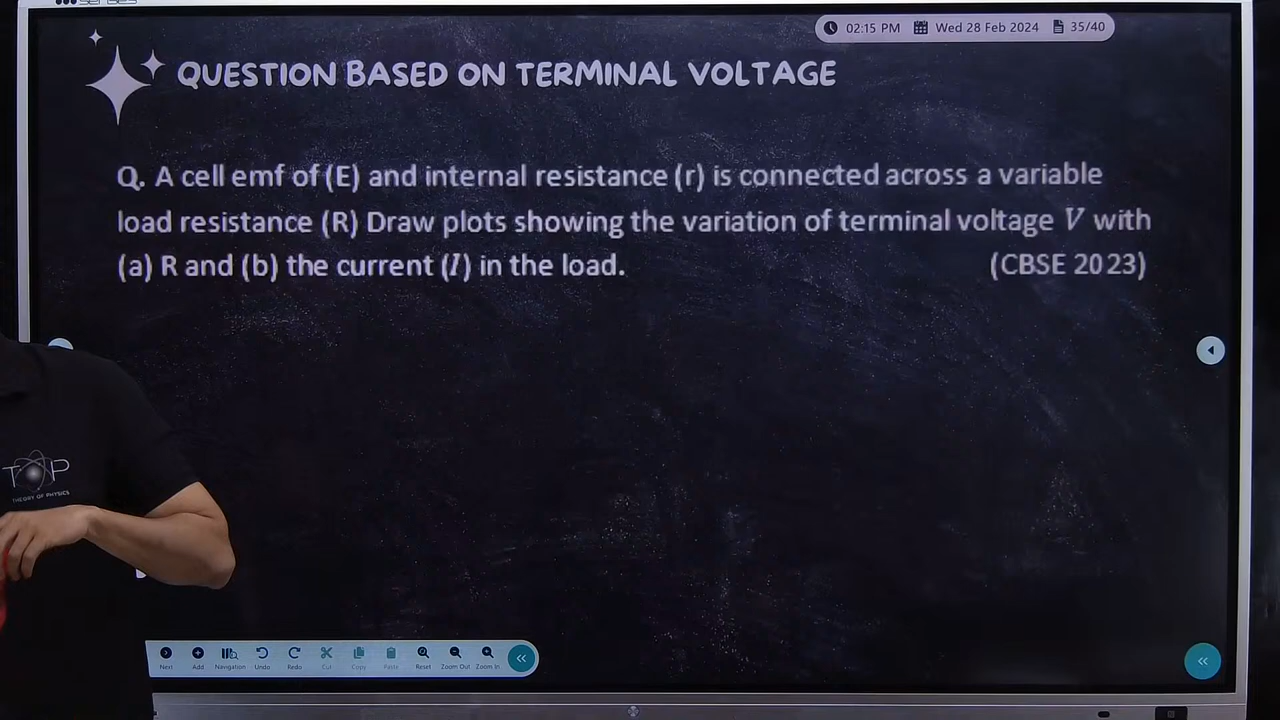 02:15 PM Wed 28 Feb 2024 35/40
QUESTION BASED ON TERMINAL VOLTAGE
Q. A cell emf of (E) and internal resistance (r) is connected across a variable
load resistance (R) Draw plots showing the variation of terminal voltage V with
(a) R and (b) the current (I) in the load. (CBSE 2023)
TOP
THEORY OF PHYSICS
Next Add Navigation Undo Redo Cut Copy Paste Reset Zoom Out Zoom In